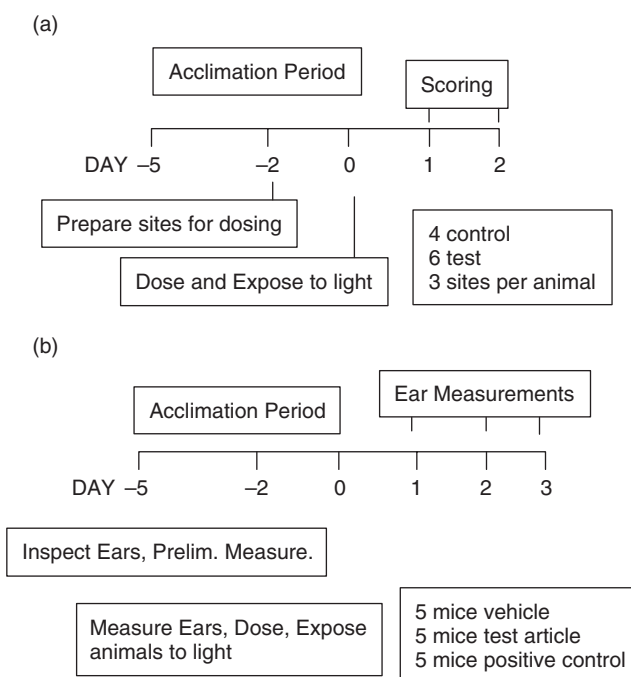 (a)
Acclimation Period
Scoring
DAY –5 –2 0 1 2
Prepare sites for dosing
Dose and Expose to light
4 control
6 test
3 sites per animal
(b)
Acclimation Period
Ear Measurements
DAY –5 –2 0 1 2 3
Inspect Ears, Prelim. Measure.
Measure Ears, Dose, Expose
animals to light
5 mice vehicle
5 mice test article
5 mice positive control